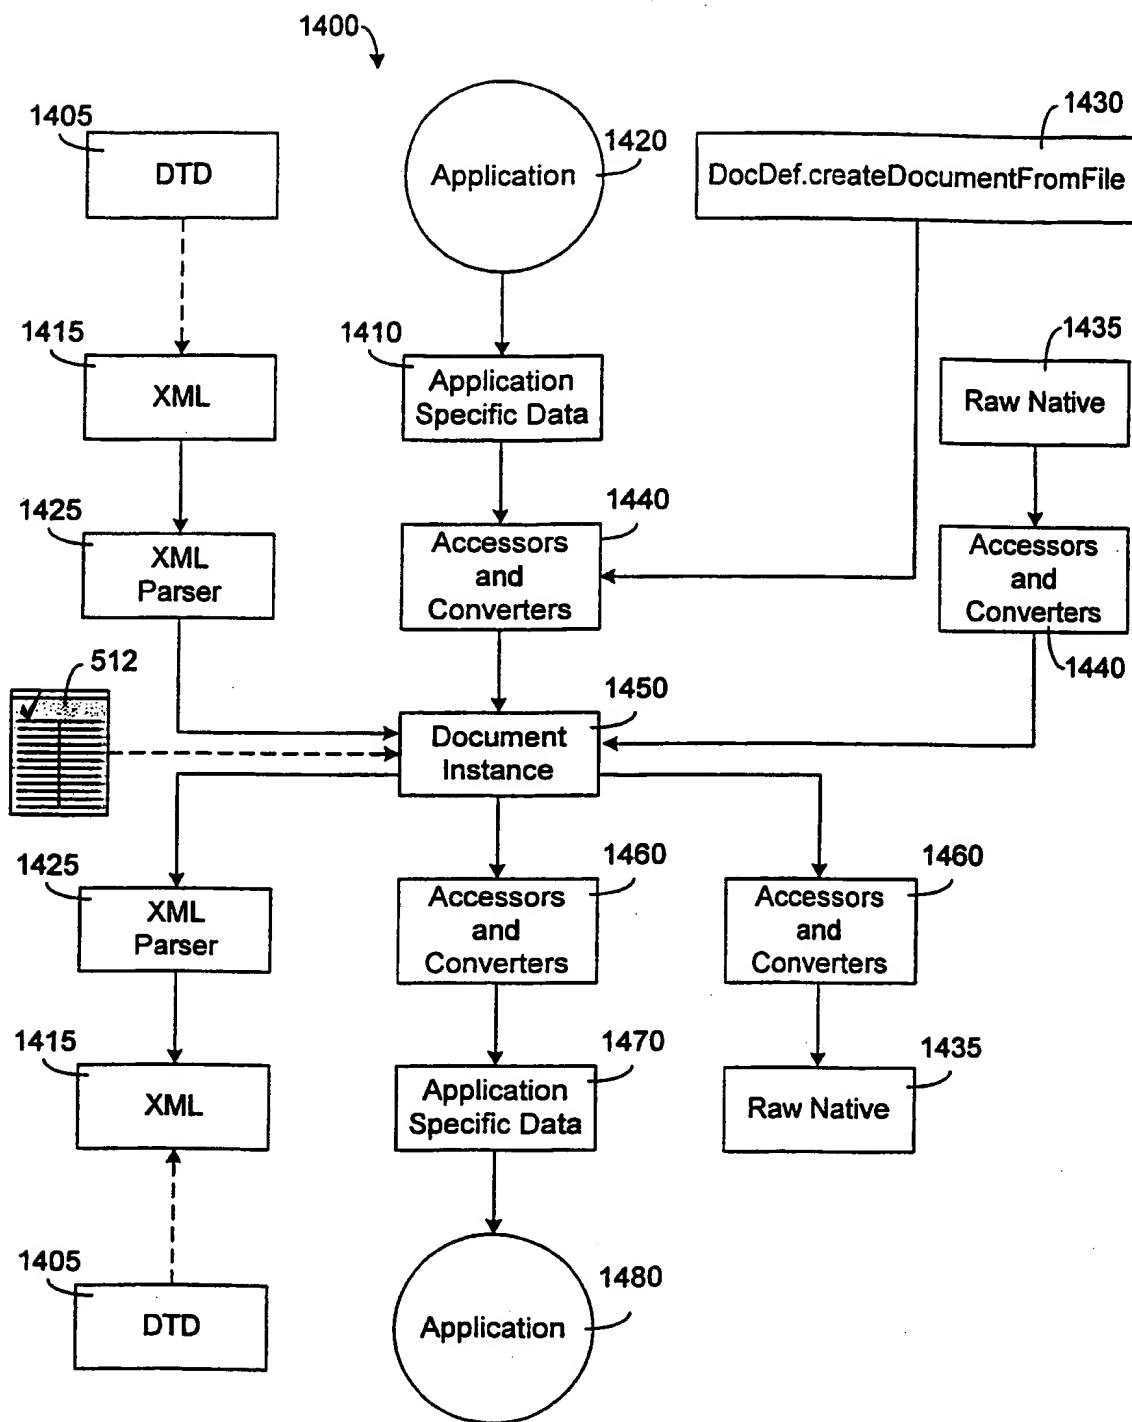 1400
1405
DTD
Application
1420
1430
DocDef.createDocumentFromFile
1415
XML
1410
Application
Specific Data
1435
Raw Native
1425
XML
Parser
1440
Accessors
and
Converters
Accessors
and
Converters
1440
512
1450
Document
Instance
1425
XML
Parser
1460
Accessors
and
Converters
1460
Accessors
and
Converters
1415
XML
1470
Application
Specific Data
1435
Raw Native
1405
DTD
1480
Application